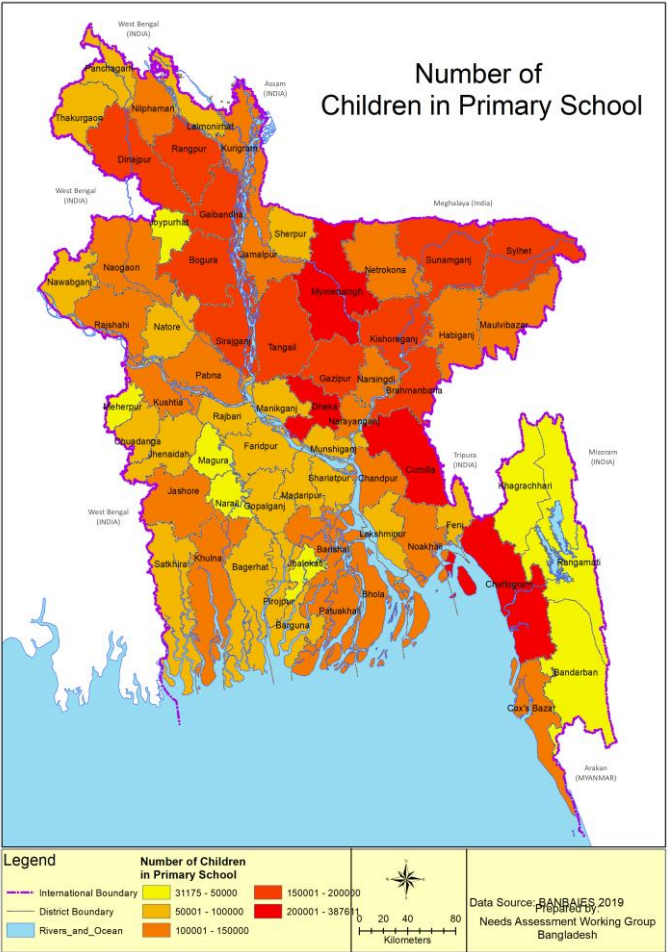 Number of
Children in Primary School
West Bengal
(INDIA)
Assam
(INDIA)
Panchagarh
Nilphamari
Thakurgaon
Lalmonirhat
Kurigram
Rangpur
Dinajpur
West Bengal
(INDIA)
Meghalaya (India)
Gaibandha
Joypurhat
Sherpur
Jamalpur
Sylhet
Sunamganj
Naogaon
Bogura
Netrokona
Nawabganj
Mymensingh
Rajshahi
Natore
Maulvibazar
Habiganj
Kishoreganj
Sirajganj
Tangail
Gazipur
Narsingdi
Pabna
Brahmanbaria
Kushtia
Meherpur
Manikganj
Dhaka
Rajbari
Narayanganj
Chuadanga
Jhenaidah
Faridpur
Munshiganj
Magura
Cumilla
Tripura
(INDIA)
Mizoram
(INDIA)
Shariatpur
Chandpur
Khagrachhari
Jashore
Narail
Gopalganj
Madaripur
West Bengal
(INDIA)
Feni
Lakshmipur
Noakhali
Barishal
Khulna
Satkhira
Bagerhat
Jhalokati
Rangamati
Chattogram
Bhola
Pirojpur
Patuakhali
Barguna
Bandarban
Cox's Bazar
Arakan
(MYANMAR)
Legend
International Boundary
District Boundary
Rivers_and_Ocean
Number of Children
in Primary School
31175 - 50000
50001 - 100000
100001 - 150000
150001 - 200000
200001 - 387611
0 20 40 80
Kilometers
Data Source: BANBAIES 2019
Prepared by:
Needs Assessment Working Group
Bangladesh